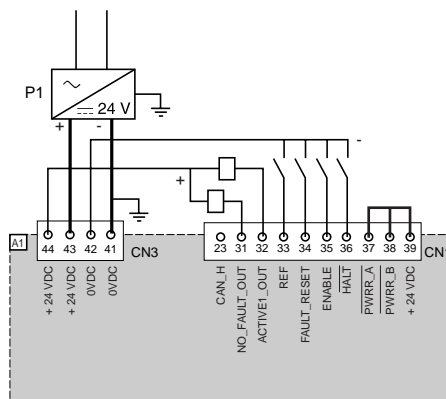 P1
24 V
+ -
-
+
A1
44 43 42 41
CN3
23 31 32 33 34 35 36 37 38 39
CN1
+ 24 VDC
+ 24 VDC
0VDC
0VDC
CAN_H
NO_FAULT_OUT
ACTIVE1_OUT
REF
FAULT_RESET
ENABLE
HALT
PWRR_A
PWRR_B
+ 24 VDC